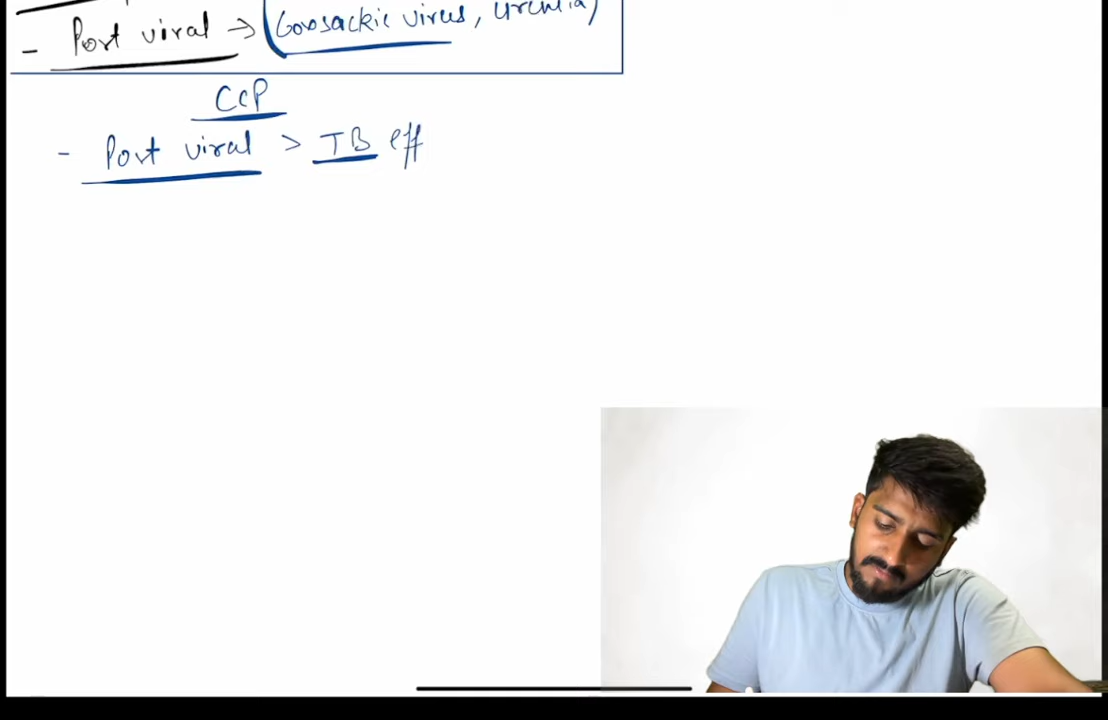 - Post viral → (Coxsackie virus, uremia)
CCP
- Post viral > TB eff